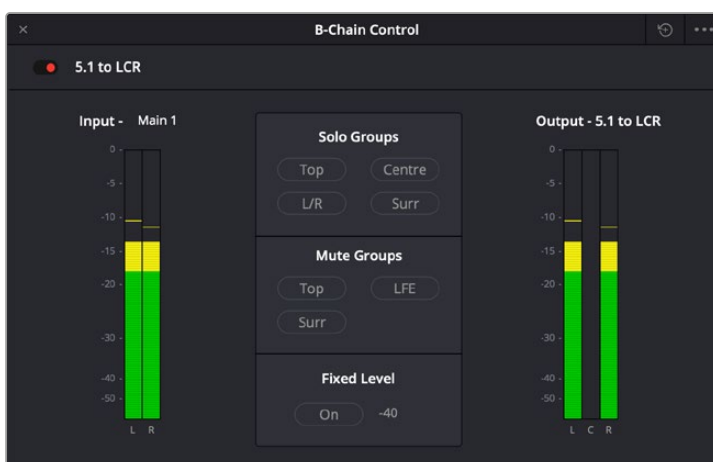 × B-Chain Control
5.1 to LCR
Input - Main 1
Output - 5.1 to LCR
0 -
-5 -
-10 -
-15 -
-20 -
-30 -
-40 -
-50 -
L R
Solo Groups
Top Centre
L/R Surr
Mute Groups
Top LFE
Surr
Fixed Level
On -40
0 -
-5 -
-10 -
-15 -
-20 -
-30 -
-40 -
-50 -
L C R